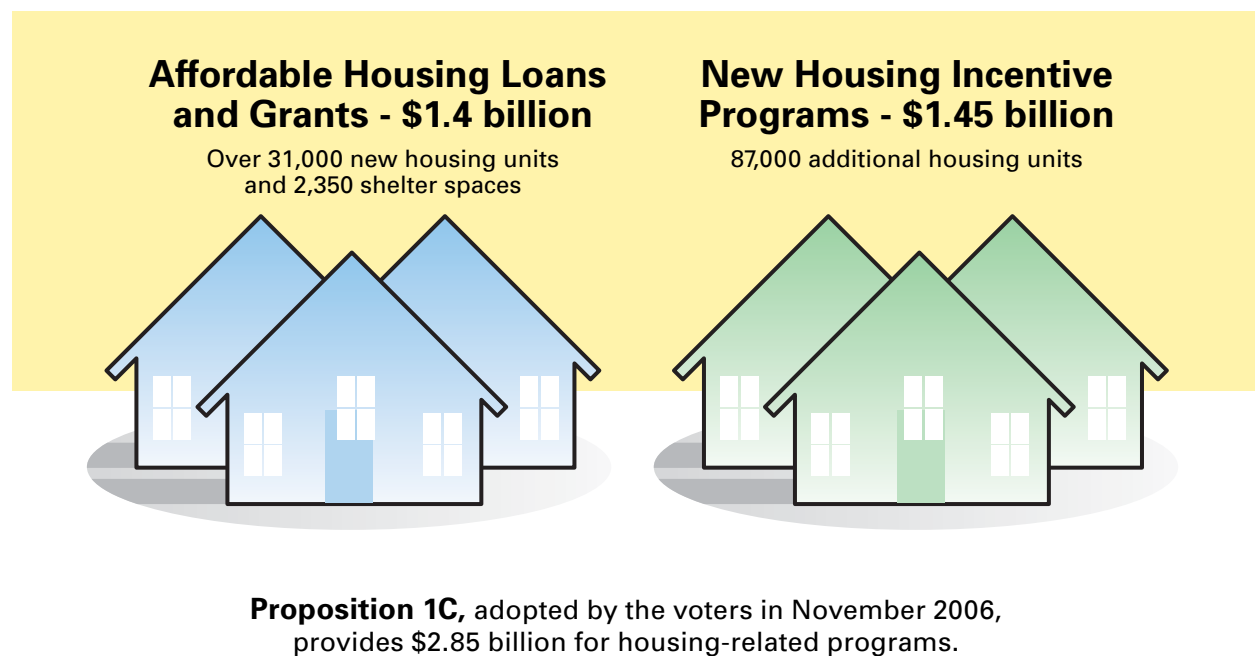 Affordable Housing Loans
and Grants - $1.4 billion
Over 31,000 new housing units
and 2,350 shelter spaces
New Housing Incentive
Programs - $1.45 billion
87,000 additional housing units
Proposition 1C, adopted by the voters in November 2006,
provides $2.85 billion for housing-related programs.